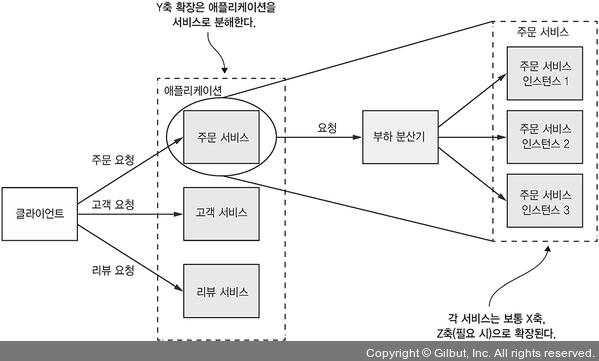 Y축 확장은 애플리케이션을
서비스로 분해한다.
주문 서비스
애플리케이션
주문 서비스
인스턴스 1
주문 요청
주문 서비스
요청
부하 분산기
주문 서비스
인스턴스 2
클라이언트
고객 요청
고객 서비스
주문 서비스
인스턴스 3
리뷰 요청
리뷰 서비스
각 서비스는 보통 X축,
Z축(필요 시)으로 확장된다.
Copyright © Gilbut, Inc. All rights reserved.